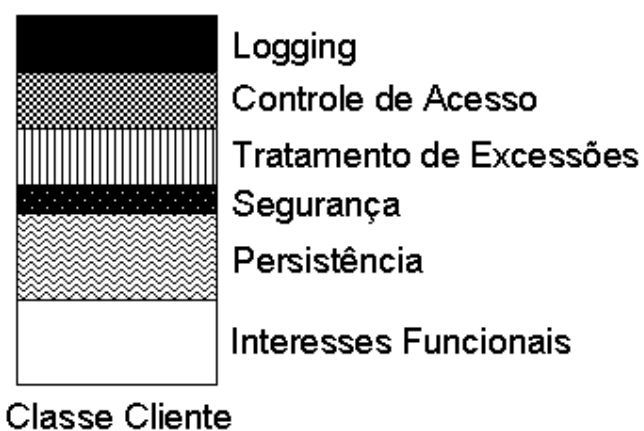 Logging
Controle de Acesso
Tratamento de Excessões
Segurança
Persistência
Interesses Funcionais
Classe Cliente